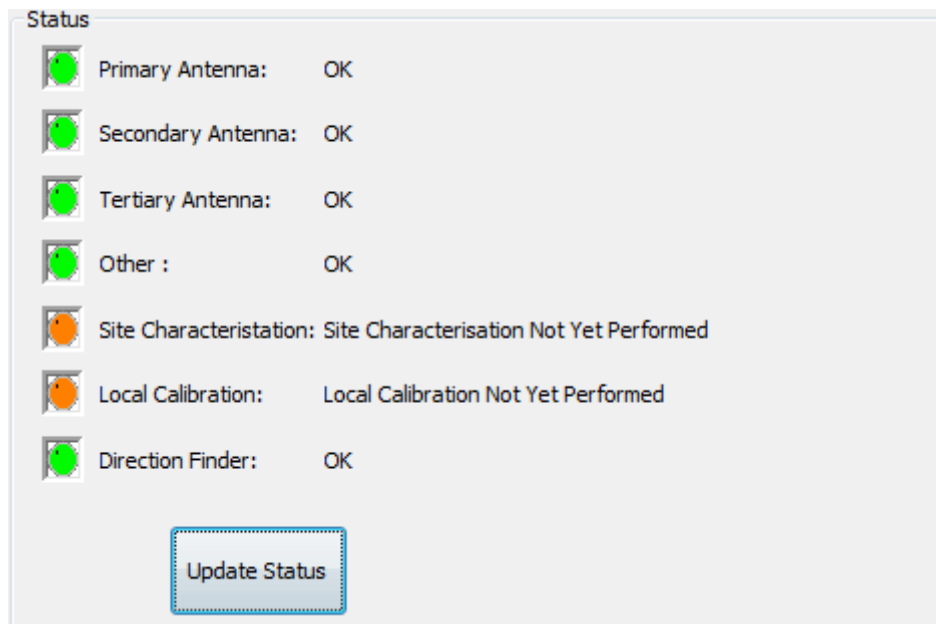 Status
Primary Antenna: OK
Secondary Antenna: OK
Tertiary Antenna: OK
Other : OK
Site Characteristation: Site Characterisation Not Yet Performed
Local Calibration: Local Calibration Not Yet Performed
Direction Finder: OK
Update Status